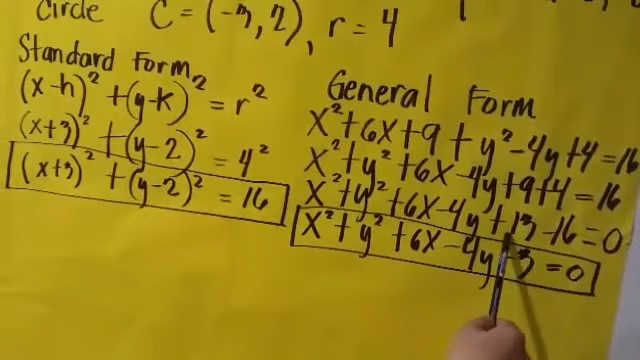 Circle C = (-3, 2), r = 4
Standard Form
(x-h)² + (y-k)² = r²
(x+3)² + (y-2)² = 4²
(x+3)² + (y-2)² = 16
General Form
x²+6x+9+y²-4y+4=16
x²+y²+6x-4y+9+4=16
x²+y²+6x-4y+13-16=0
x²+y²+6x-4y-3=0